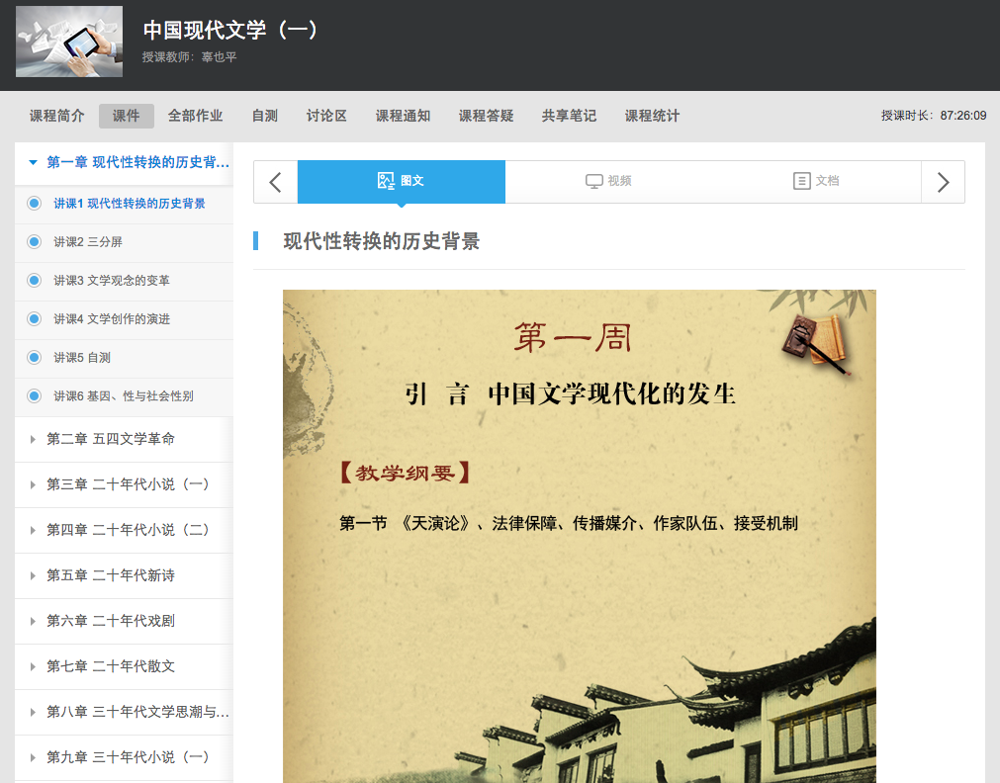 中国现代文学（一）
授课教师：辜也平
课程简介 课件 全部作业 自测 讨论区 课程通知 课程答疑 共享笔记 课程统计 授课时长：87:26:09
第一章 现代性转换的历史背...
讲课1 现代性转换的历史背景
讲课2 三分屏
讲课3 文学观念的变革
讲课4 文学创作的演进
讲课5 自测
讲课6 基因、性与社会性别
第二章 五四文学革命
第三章 二十年代小说（一）
第四章 二十年代小说（二）
第五章 二十年代新诗
第六章 二十年代戏剧
第七章 二十年代散文
第八章 三十年代文学思潮与...
第九章 三十年代小说（一）
图文 视频 文档
现代性转换的历史背景
第一周
引 言 中国文学现代化的发生
【教学纲要】
第一节 《天演论》、法律保障、传播媒介、作家队伍、接受机制